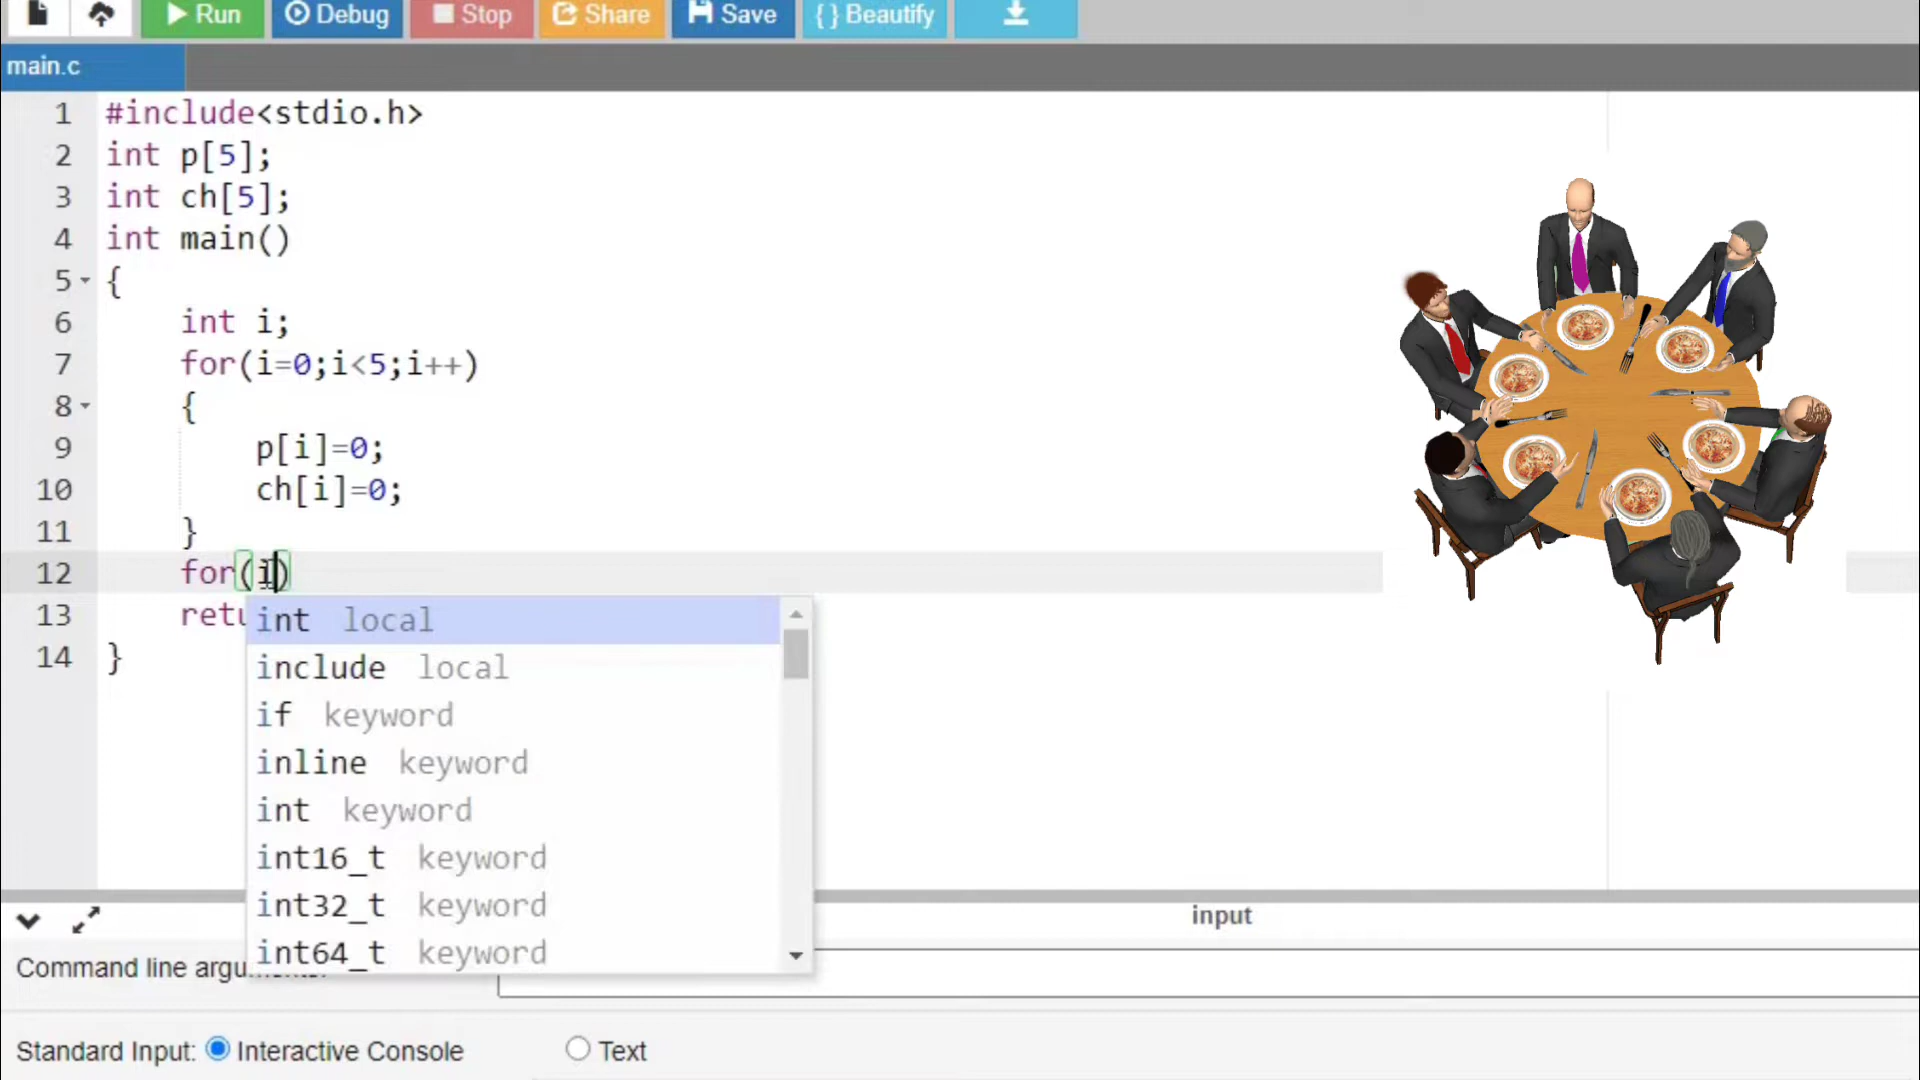 Run Debug Stop Share Save { } Beautify
main.c
1 #include<stdio.h>
2 int p[5];
3 int ch[5];
4 int main()
5 {
6 int i;
7 for(i=0;i<5;i++)
8 {
9 p[i]=0;
10 ch[i]=0;
11 }
12 for(i)
13 retu
14 }
int local
include local
if keyword
inline keyword
int keyword
int16_t keyword
int32_t keyword
int64_t keyword
input
Command line
Standard Input: Interactive Console Text